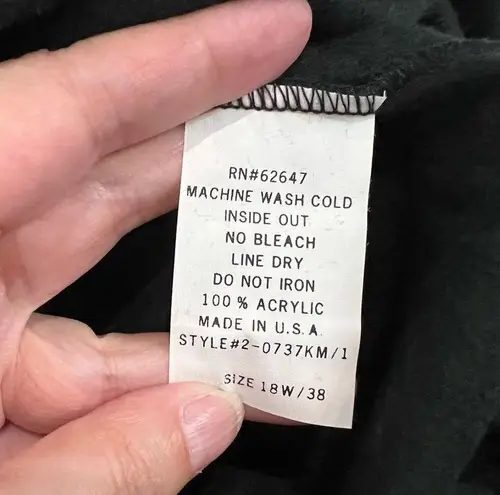 RN#62647
MACHINE WASH COLD
INSIDE OUT
NO BLEACH
LINE DRY
DO NOT IRON
100% ACRYLIC
MADE IN U.S.A.
STYLE#2-0737KM/1
SIZE 18W/38